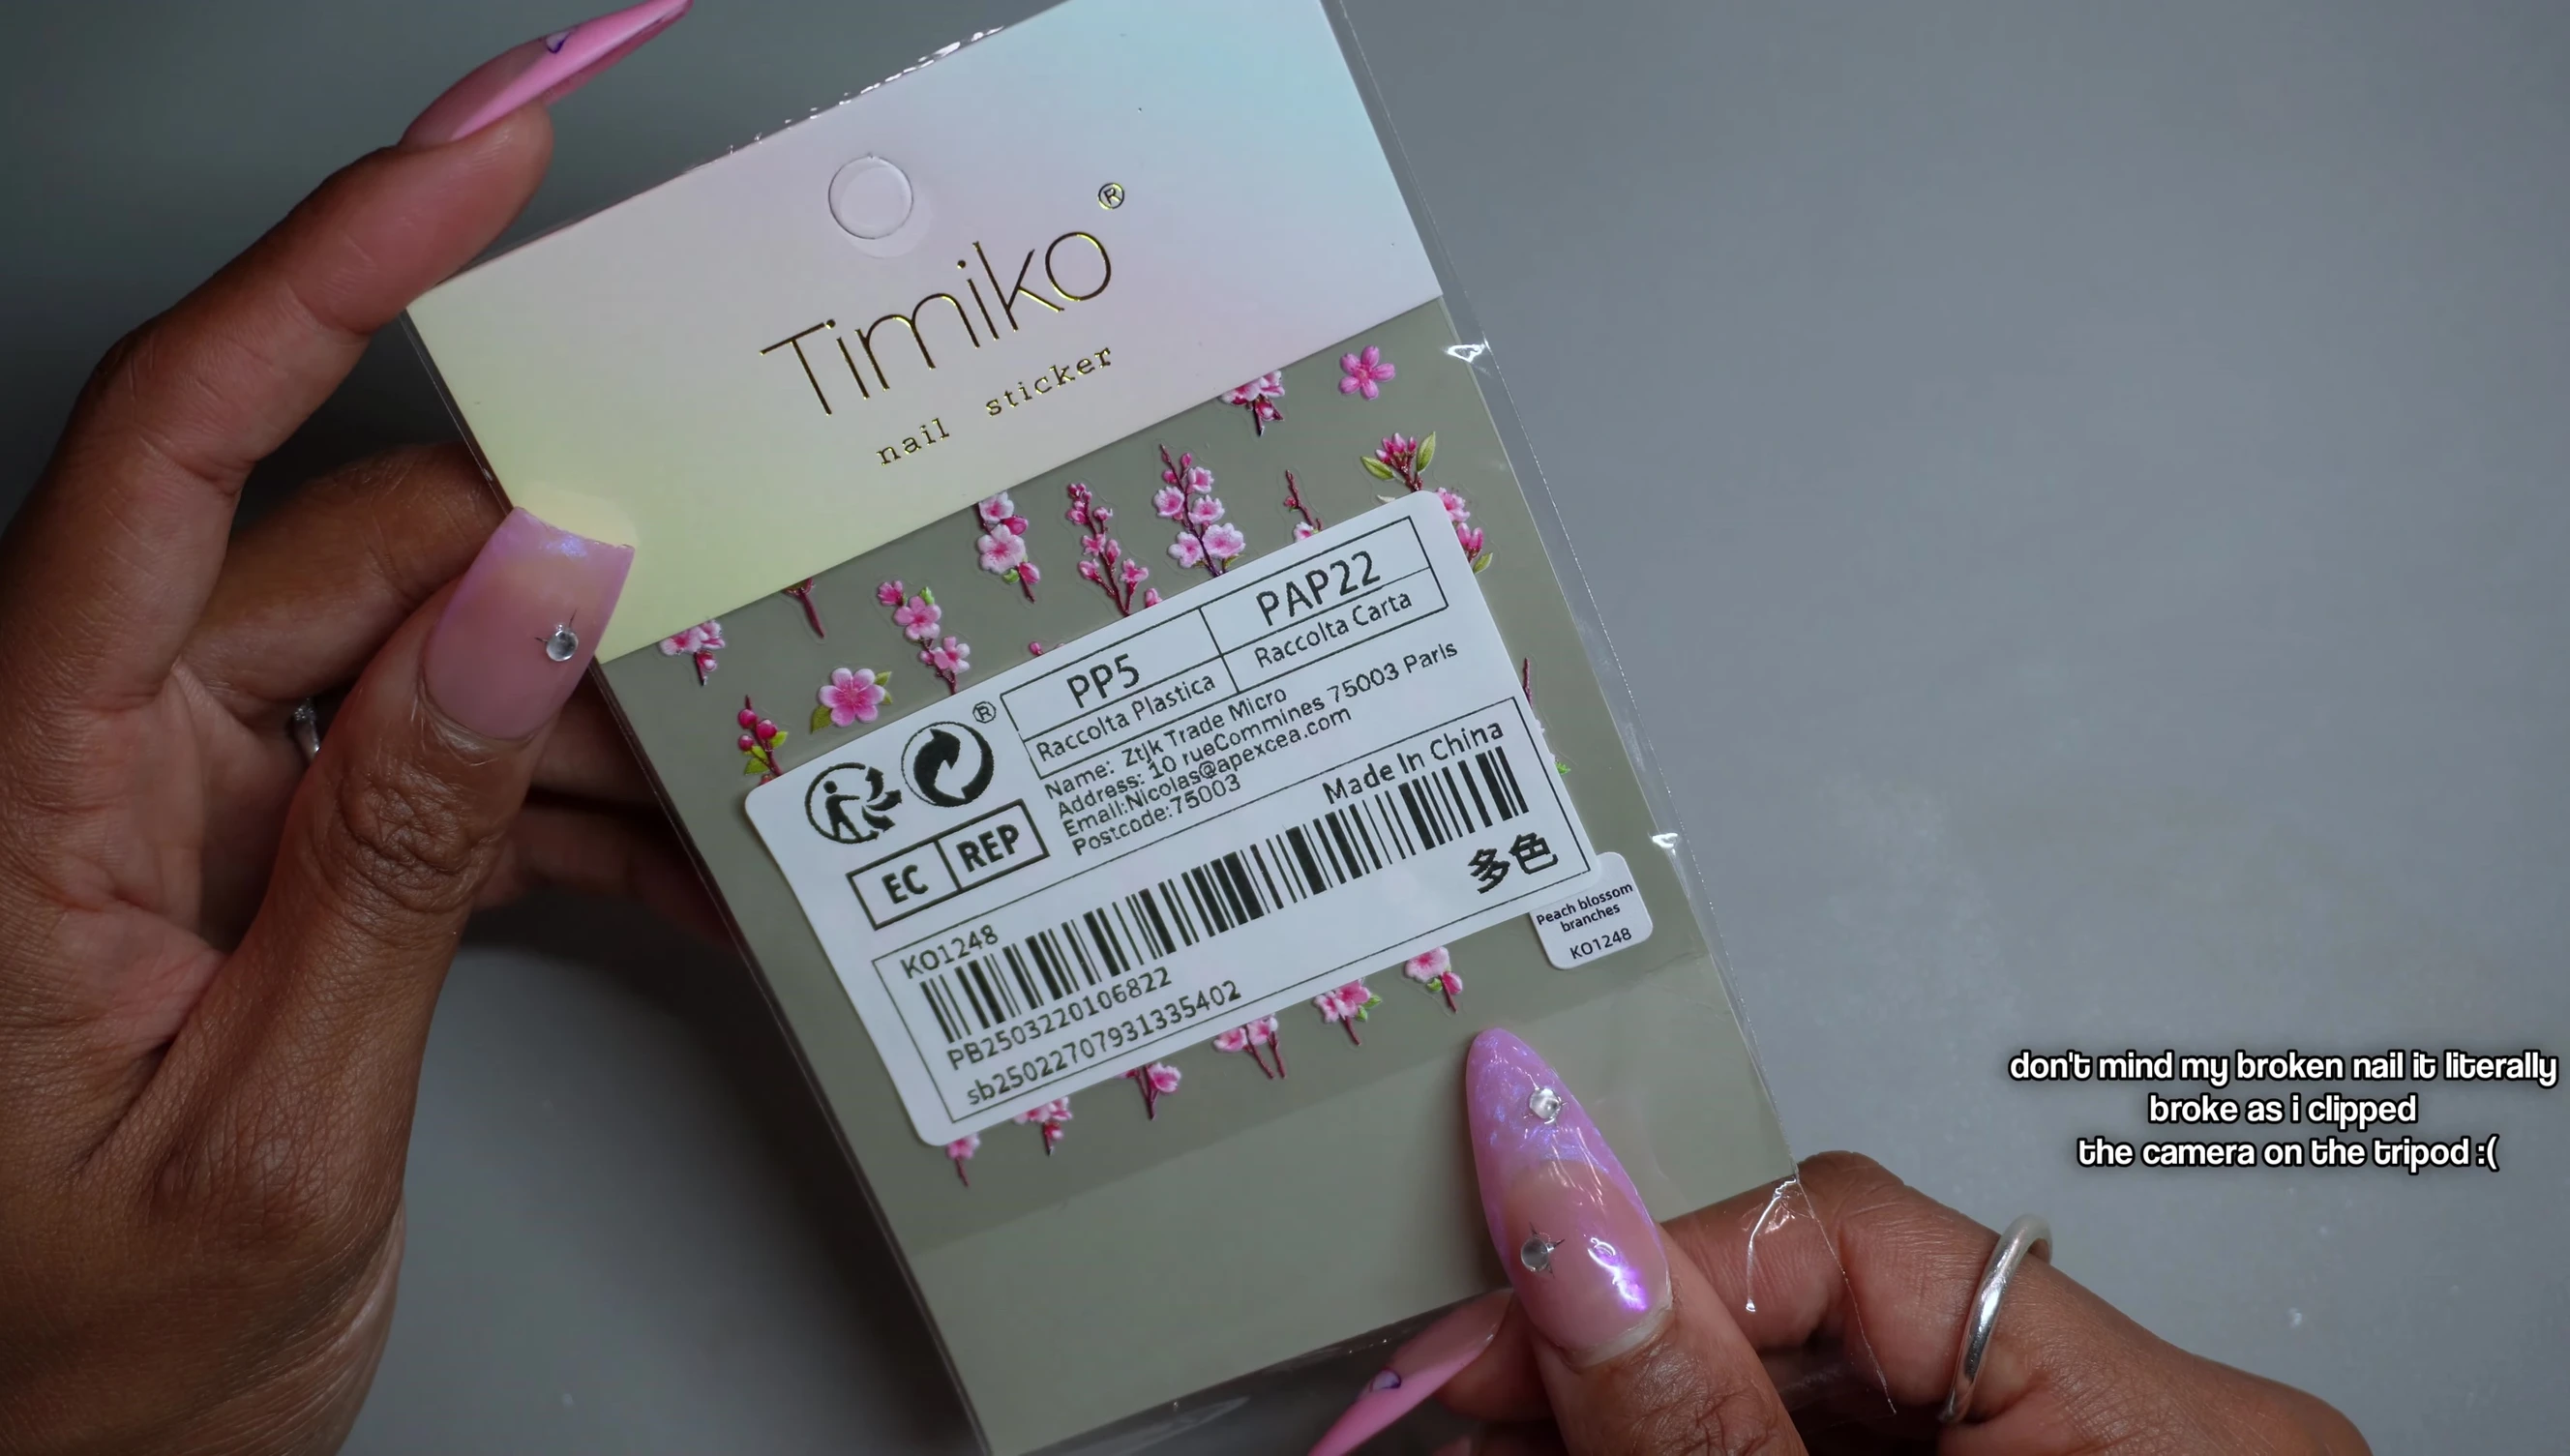 Timiko ®
nail sticker
PP5
Raccolta Plastica
PAP22
Raccolta Carta
®
Name: Ztjk Trade Micro
Address: 10 rueCommines 75003 Paris
Email:Nicolas@apexcea.com
Postcode:75003
EC REP
Made In China
KO1248
多色
PB2503220106822
sb2502270793133540​2
Peach blossom
branches
KO1248
don't mind my broken nail it literally
broke as i clipped
the camera on the tripod :(